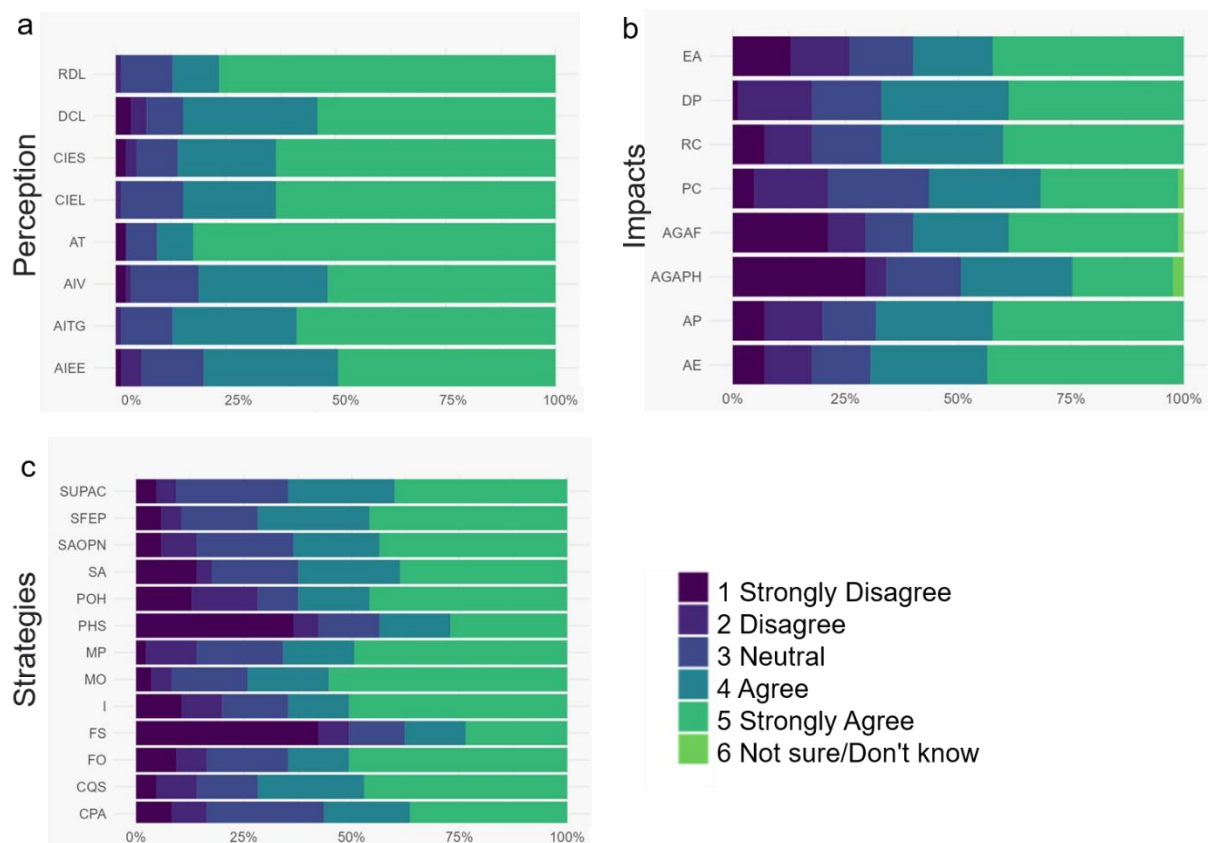 a
Perception
RDL
DCL
CIES
CIEL
AT
AIV
AITG
AIEE
0% 25% 50% 75% 100%
b
Impacts
EA
DP
RC
PC
AGAF
AGAPH
AP
AE
0% 25% 50% 75% 100%
c
Strategies
SUPAC
SFEP
SAOPN
SA
POH
PHS
MP
MO
I
FS
FO
CQS
CPA
0% 25% 50% 75% 100%
1 Strongly Disagree
2 Disagree
3 Neutral
4 Agree
5 Strongly Agree
6 Not sure/Don't know